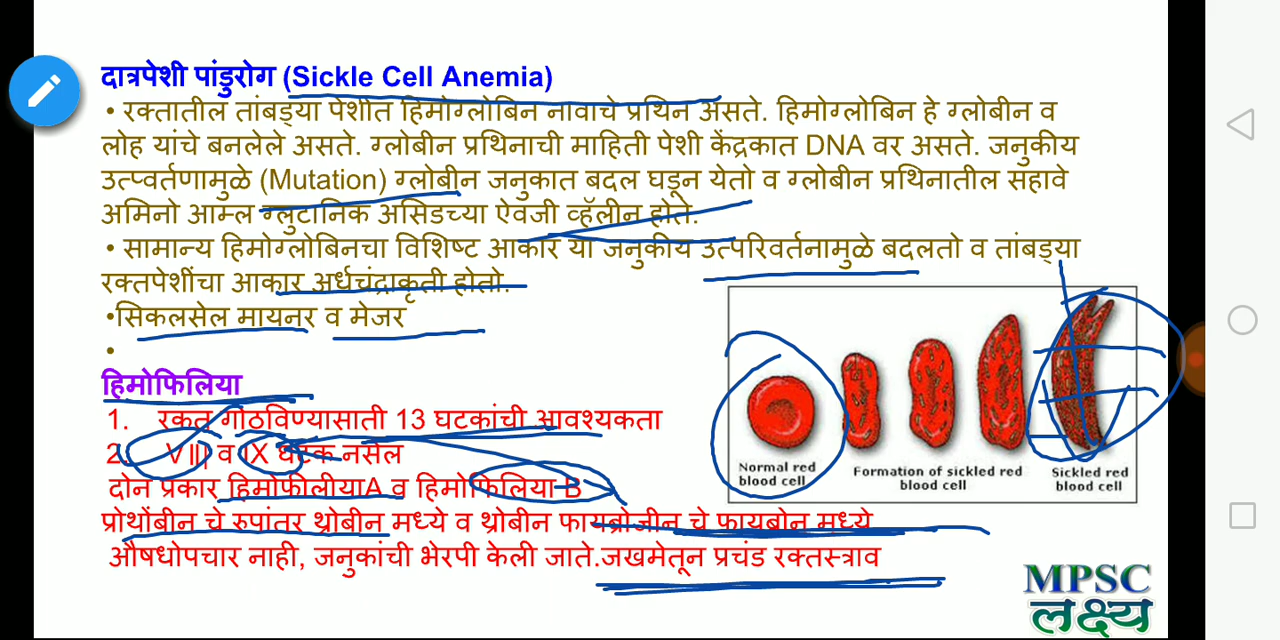 दात्रपेशी पांडुरोग (Sickle Cell Anemia)
• रक्तातील तांबड्या पेशीत हिमोग्लोबिन नावाचे प्रथिन असते. हिमोग्लोबिन हे ग्लोबीन व
लोह यांचे बनलेले असते. ग्लोबीन प्रथिनाची माहिती पेशी केंद्रकात DNA वर असते. जनुकीय
उत्प्वर्तणामुळे (Mutation) ग्लोबीन जनुकात बदल घडून येतो व ग्लोबीन प्रथिनातील सहावे
अमिनो आम्ल ग्लुटानिक असिडच्या ऐवजी व्हॅलीन होते.
• सामान्य हिमोग्लोबिनचा विशिष्ट आकार या जनुकीय उत्परिवर्तनामुळे बदलतो व तांबड्या
रक्तपेशींचा आकार अर्धचंद्राकृती होतो.
•सिकलसेल मायनर व मेजर
•
हिमोफिलिया
1. रकत गोठविण्यासाती 13 घटकांची आवश्यकता
2. VIII व IX घटक नसेल
दोन प्रकार हिमोफीलीयाA व हिमोफिलिया B
प्रोथोंबीन चे रुपांतर थ्रोबीन मध्ये व थ्रोबीन फायब्रोजीन चे फायब्रोन मध्ये
औषधोपचार नाही, जनुकांची भेरपी केली जाते.जखमेतून प्रचंड रक्तस्त्राव
Normal red
blood cell
Formation of sickled red
blood cell
Sickled red
blood cell
MPSC
लक्ष्य